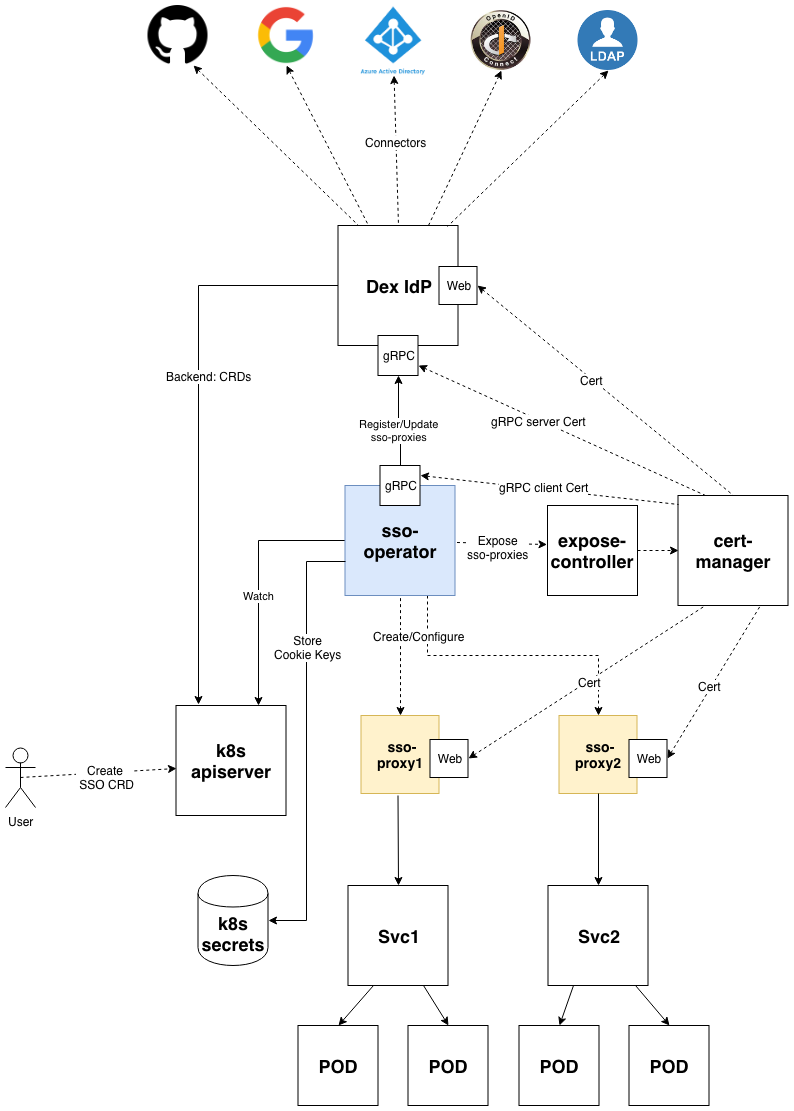 OpenID
Connect
LDAP
Azure Active Directory
Connectors
Dex IdP
Web
gRPC
Backend: CRDs
Cert
gRPC server Cert
Register/Update
sso-proxies
gRPC
gRPC client Cert
sso-
operator
Expose
sso-proxies
expose-
controller
cert-
manager
Watch
Store
Cookie Keys
Create/Configure
Cert
Cert
k8s
apiserver
Create
SSO CRD
User
sso-
proxy1
Web
sso-
proxy2
Web
k8s
secrets
Svc1
Svc2
POD
POD
POD
POD